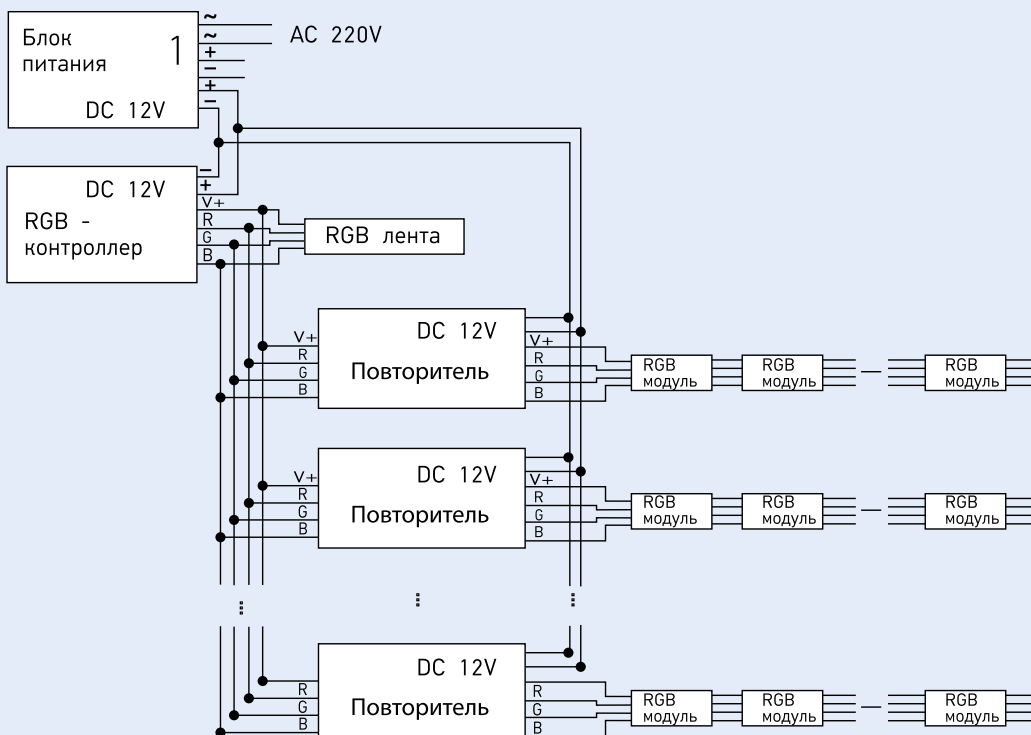 Блок
питания
1
~
~
+
−
+
−
AC 220V
DC 12V
DC 12V
RGB -
контроллер
−
+
V+
R
G
B
RGB лента
V+
R
G
B
DC 12V
Повторитель
V+
R
G
B
RGB
модуль
RGB
модуль
—
RGB
модуль
V+
R
G
B
DC 12V
Повторитель
V+
R
G
B
RGB
модуль
RGB
модуль
—
RGB
модуль
R
G
B
DC 12V
Повторитель
R
G
B
RGB
модуль
RGB
модуль
—
RGB
модуль